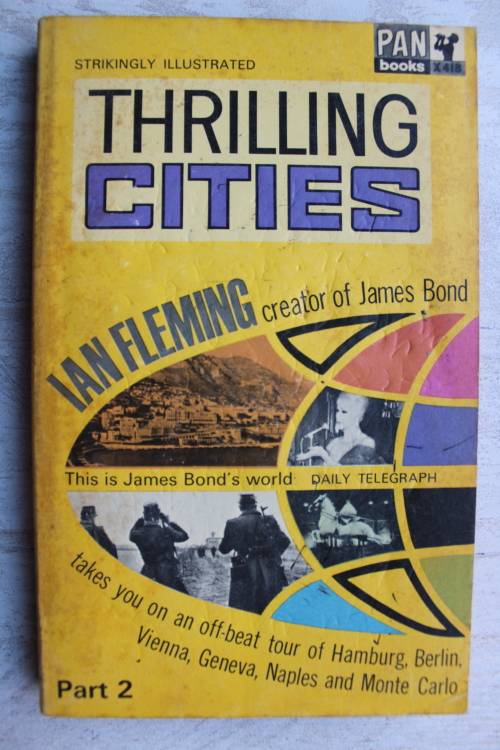 PAN
books X418
STRIKINGLY ILLUSTRATED
THRILLING
CITIES
IAN FLEMING creator of James Bond
This is James Bond's world DAILY TELEGRAPH
takes you on an off-beat tour of Hamburg, Berlin,
Vienna, Geneva, Naples and Monte Carlo
Part 2